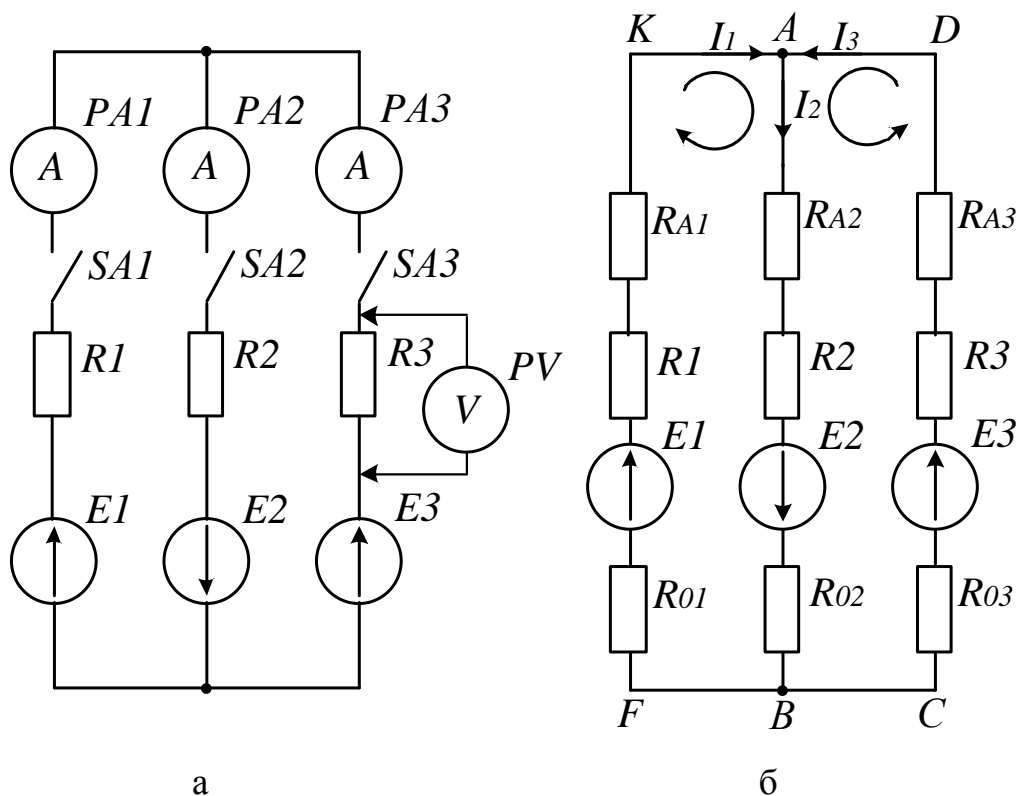 PA1 PA2 PA3
A A A
SA1 SA2 SA3
R1 R2 R3
PV
V
E1 E2 E3
а
K I1 A I3 D
I2
RA1 RA2 RA3
R1 R2 R3
E1 E2 E3
R01 R02 R03
F B C
б